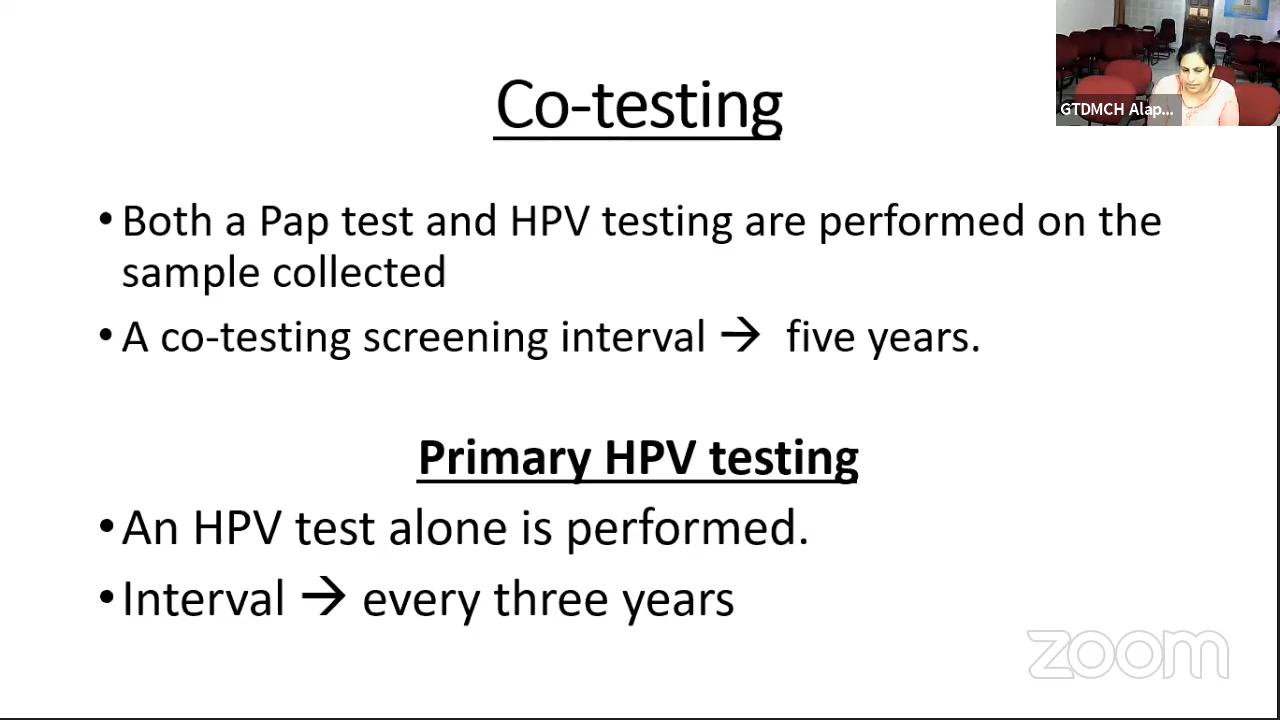 GTDMCH Alap...
Co-testing
• Both a Pap test and HPV testing are performed on the
sample collected
• A co-testing screening interval → five years.
Primary HPV testing
• An HPV test alone is performed.
• Interval → every three years
zoom